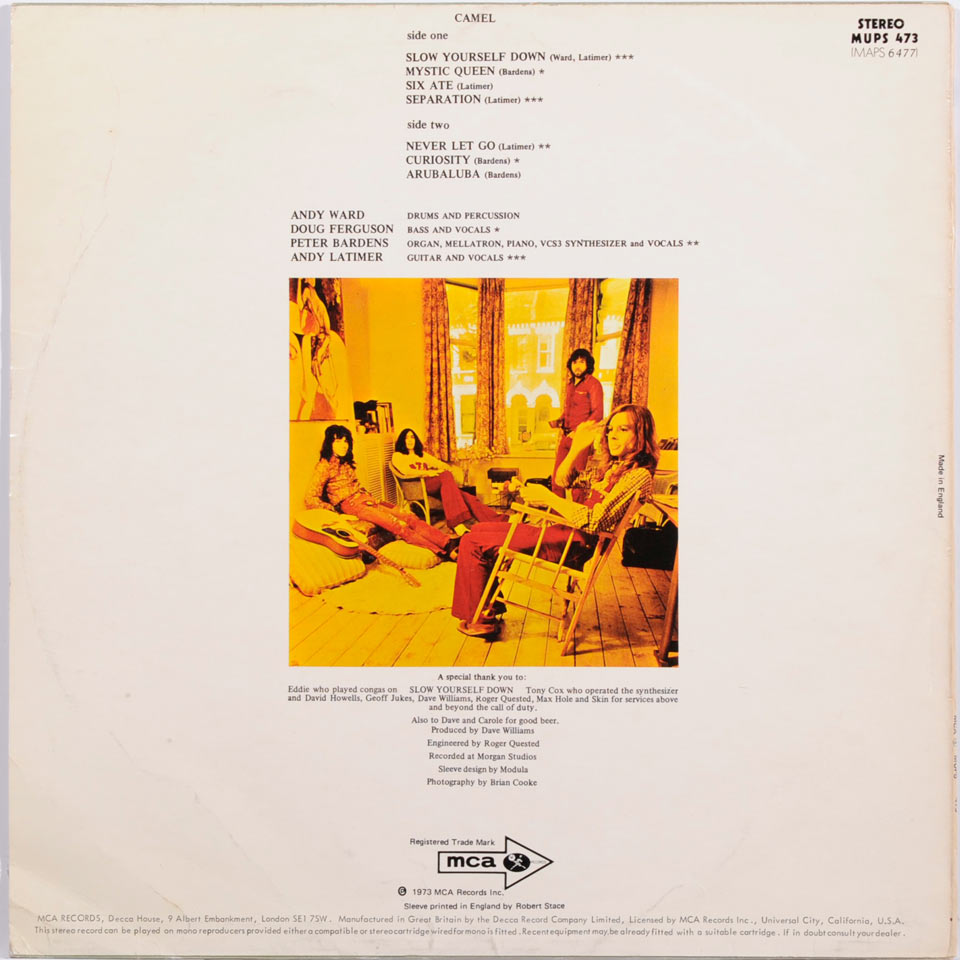 CAMEL
STEREO
MUPS 473
(MAPS 6477)
side one
SLOW YOURSELF DOWN (Ward, Latimer) ***
MYSTIC QUEEN (Bardens) *
SIX ATE (Latimer)
SEPARATION (Latimer) ***
side two
NEVER LET GO (Latimer) **
CURIOSITY (Bardens) *
ARUBALUBA (Bardens)
ANDY WARD DRUMS AND PERCUSSION
DOUG FERGUSON BASS AND VOCALS *
PETER BARDENS ORGAN, MELLATRON, PIANO, VCS3 SYNTHESIZER and VOCALS **
ANDY LATIMER GUITAR AND VOCALS ***
Made in England
A special thank you to:
Eddie who played congas on SLOW YOURSELF DOWN Tony Cox who operated the synthesizer
and David Howells, Geoff Jukes, Dave Williams, Roger Quested, Max Hole and Skin for services above
and beyond the call of duty.
Also to Dave and Carole for good beer.
Produced by Dave Williams
Engineered by Roger Quested
Recorded at Morgan Studios
Sleeve design by Modula
Photography by Brian Cooke
Registered Trade Mark
mca RECORDS
© 1973 MCA Records Inc.
Sleeve printed in England by Robert Stace
MCA RECORDS, Decca House, 9 Albert Embankment, London SE1 7SW. Manufactured in Great Britain by the Decca Record Company Limited, Licensed by MCA Records Inc., Universal City, California, U.S.A.
This stereo record can be played on mono reproducers provided either a compatible or stereo cartridge wired for mono is fitted. Recent equipment may be already fitted with a suitable cartridge. If in doubt consult your dealer.